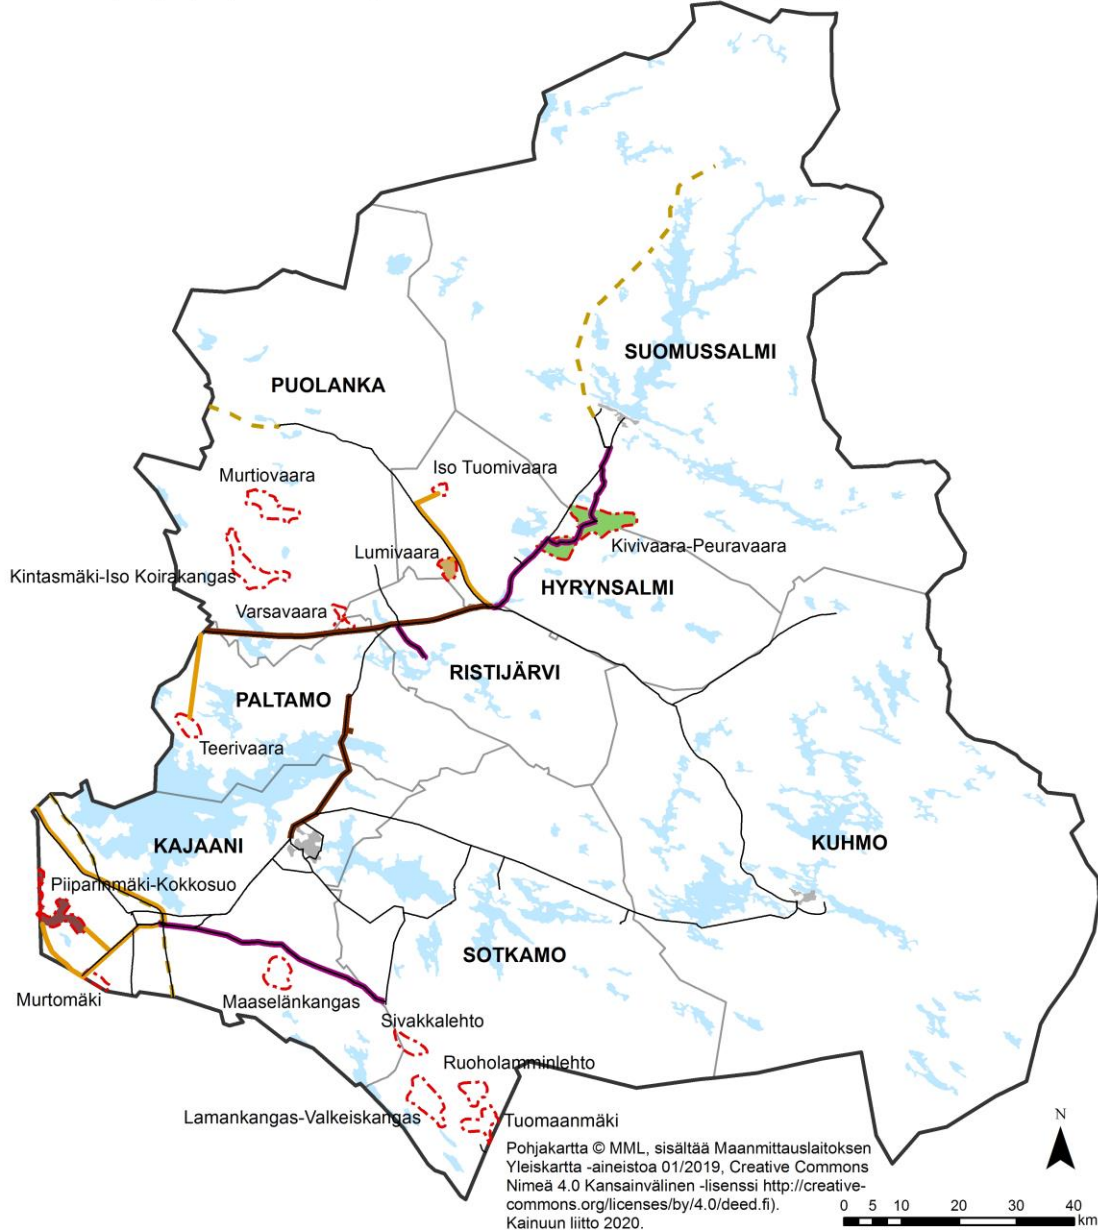 SUOMUSSALMI
PUOLANKA
Iso Tuomivaara
Murtiovaara
Kivivaara-Peuravaara
Lumivaara
Kintasmäki-Iso Koirakangas
HYRYNSALMI
Varsavaara
RISTIJÄRVI
PALTAMO
Teerivaara
KAJAANI
KUHMO
Piiparinmäki-Kokkosuo
SOTKAMO
Murtomäki
Maaselänkangas
Sivakkalehto
Ruoholamminlehto
Lamankangas-Valkeiskangas
Tuomaanmäki
Pohjakartta © MML, sisältää Maanmittauslaitoksen
Yleiskartta -aineistoa 01/2019, Creative Commons
Nimeä 4.0 Kansainvälinen -lisenssi http://creative-
commons.org/licenses/by/4.0/deed.fi).
Kainuun liitto 2020.
N
0 5 10 20 30 40
km